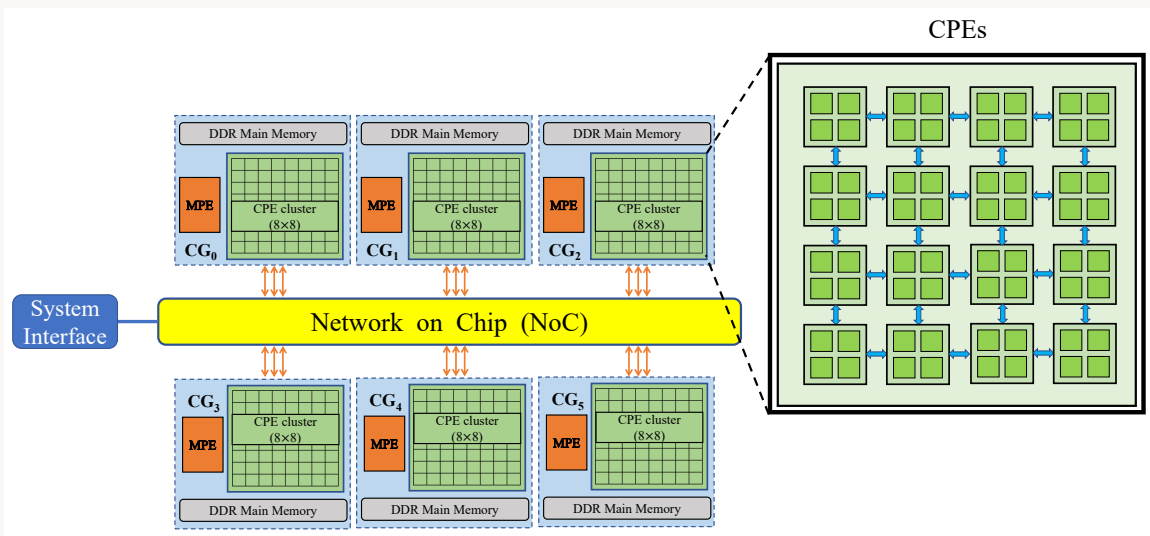 CPEs
DDR Main Memory
DDR Main Memory
DDR Main Memory
MPE
CPE cluster
(8×8)
CG0
MPE
CPE cluster
(8×8)
CG1
MPE
CPE cluster
(8×8)
CG2
System
Interface
Network on Chip (NoC)
CG3
MPE
CPE cluster
(8×8)
CG4
MPE
CPE cluster
(8×8)
CG5
MPE
CPE cluster
(8×8)
DDR Main Memory
DDR Main Memory
DDR Main Memory